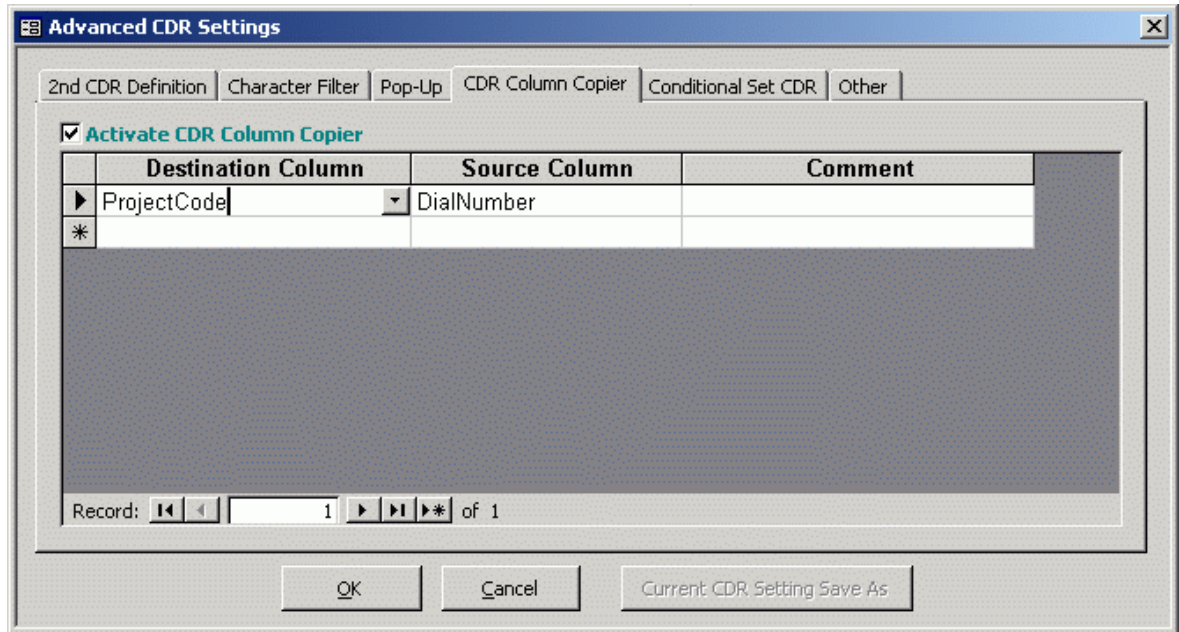 Advanced CDR Settings
2nd CDR Definition Character Filter Pop-Up CDR Column Copier Conditional Set CDR Other
Activate CDR Column Copier
Destination Column Source Column Comment
ProjectCode DialNumber
Record: 1 of 1
OK Cancel Current CDR Setting Save As